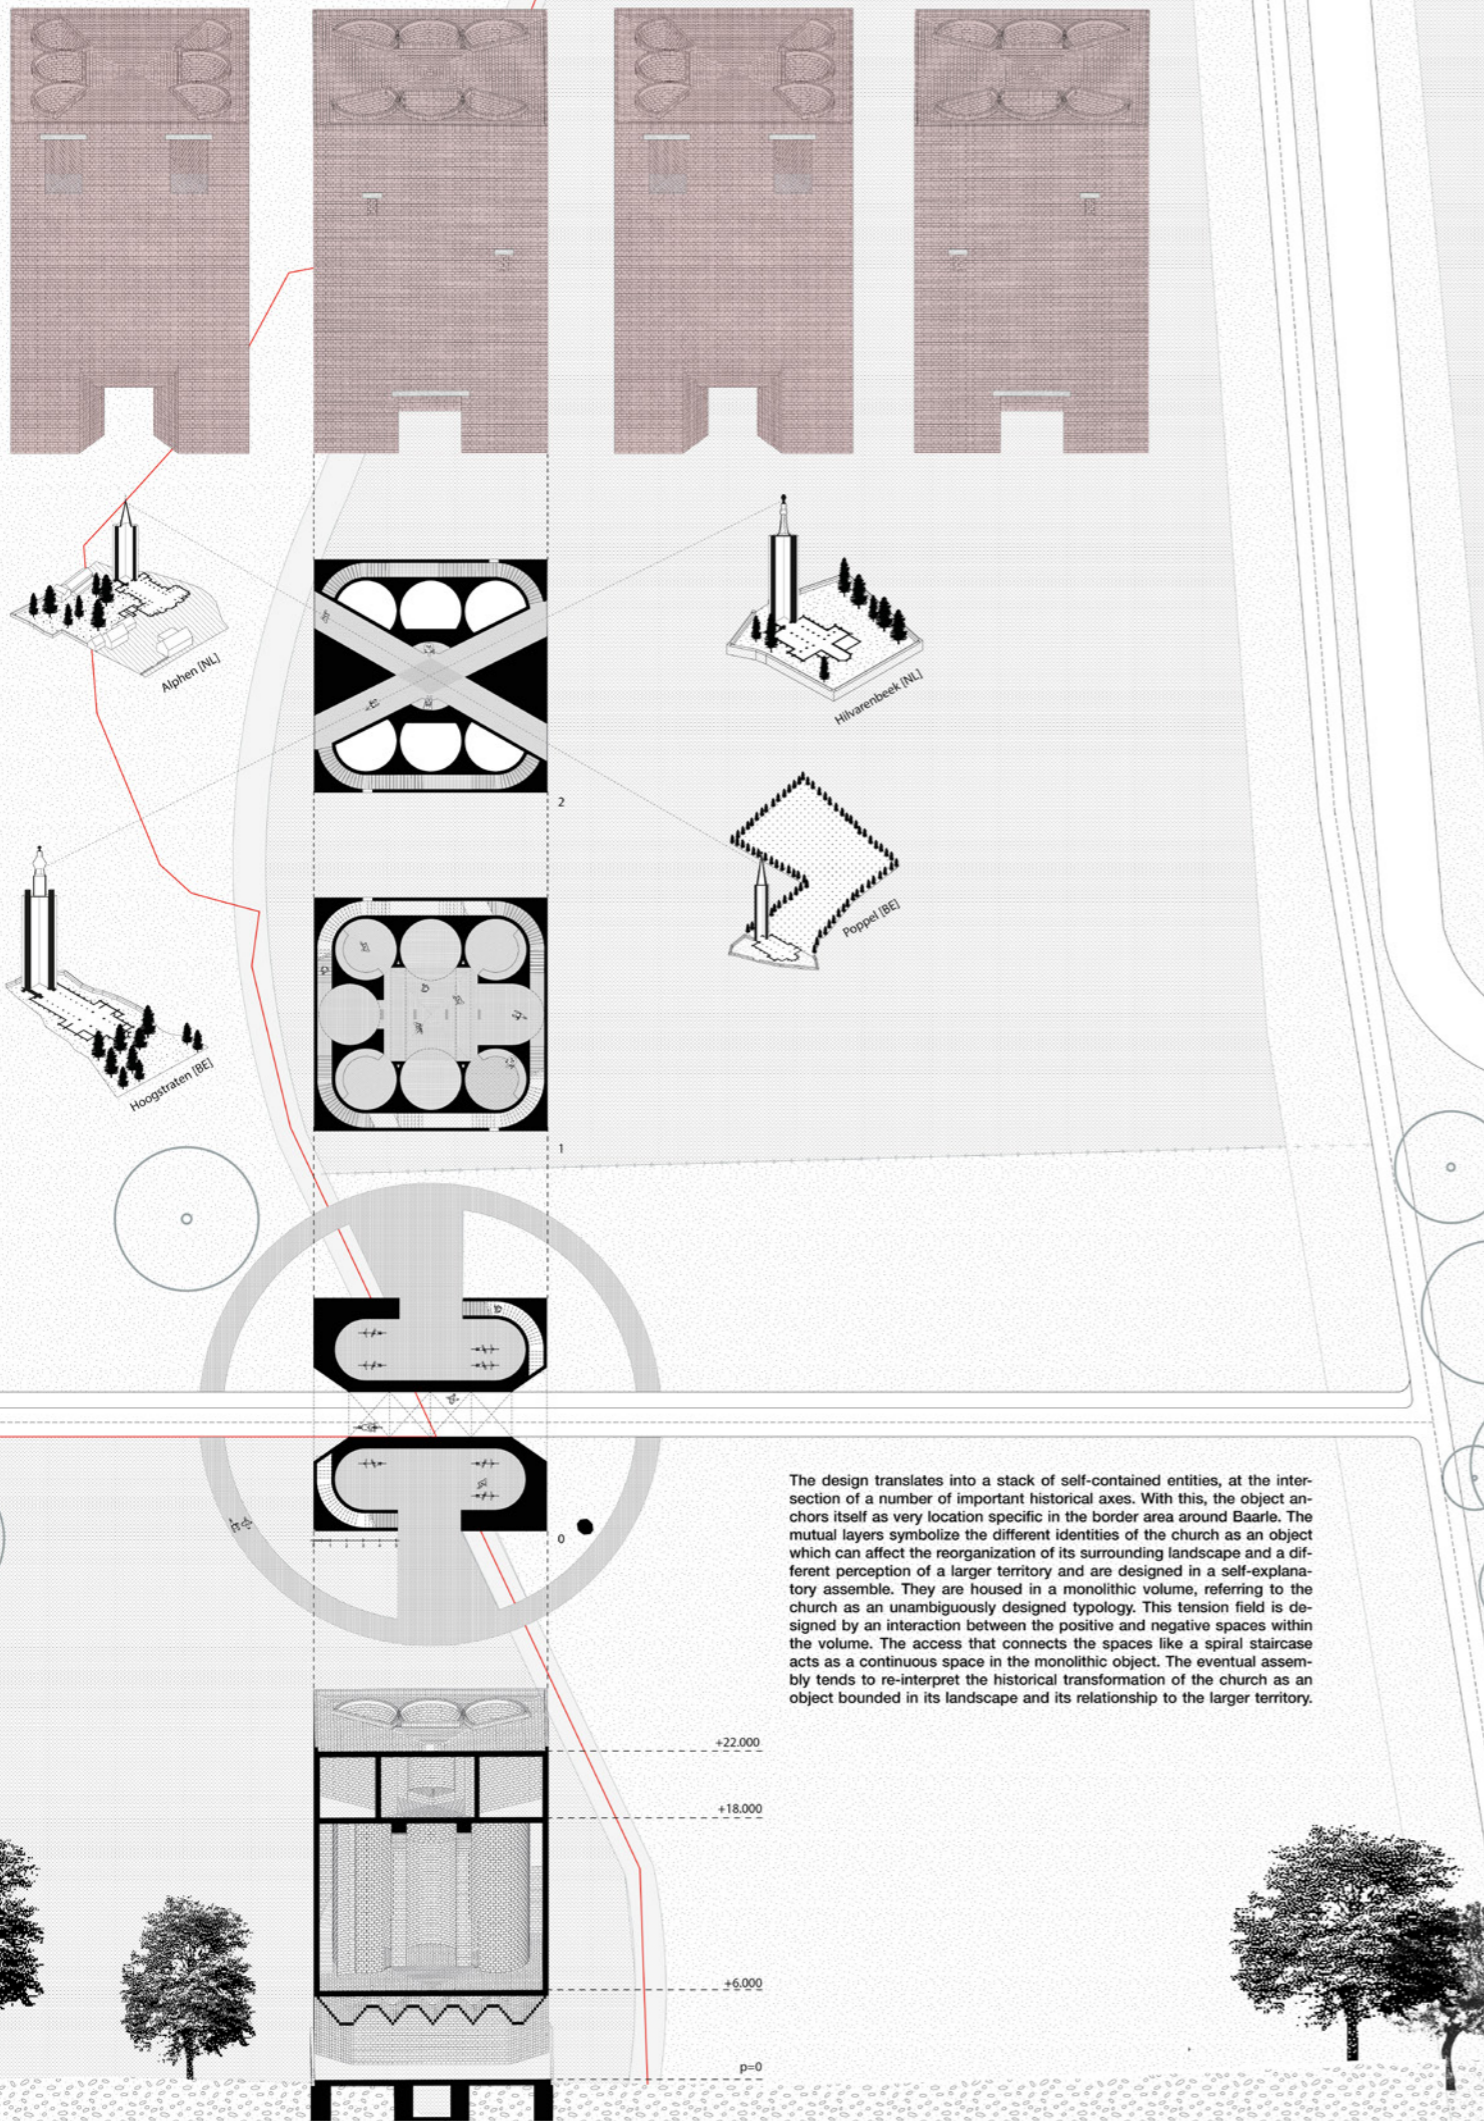 Alphen [NL]
Hilvarenbeek [NL]
2
Poppel [BE]
Hoogstraten [BE]
1
0
The design translates into a stack of self-contained entities, at the inter-
section of a number of important historical axes. With this, the object an-
chors itself as very location specific in the border area around Baarle. The
mutual layers symbolize the different identities of the church as an object
which can affect the reorganization of its surrounding landscape and a dif-
ferent perception of a larger territory and are designed in a self-explana-
tory assemble. They are housed in a monolithic volume, referring to the
church as an unambiguously designed typology. This tension field is de-
signed by an interaction between the positive and negative spaces within
the volume. The access that connects the spaces like a spiral staircase
acts as a continuous space in the monolithic object. The eventual assem-
bly tends to re-interpret the historical transformation of the church as an
object bounded in its landscape and its relationship to the larger territory.
+22.000
+18.000
+6.000
p=0